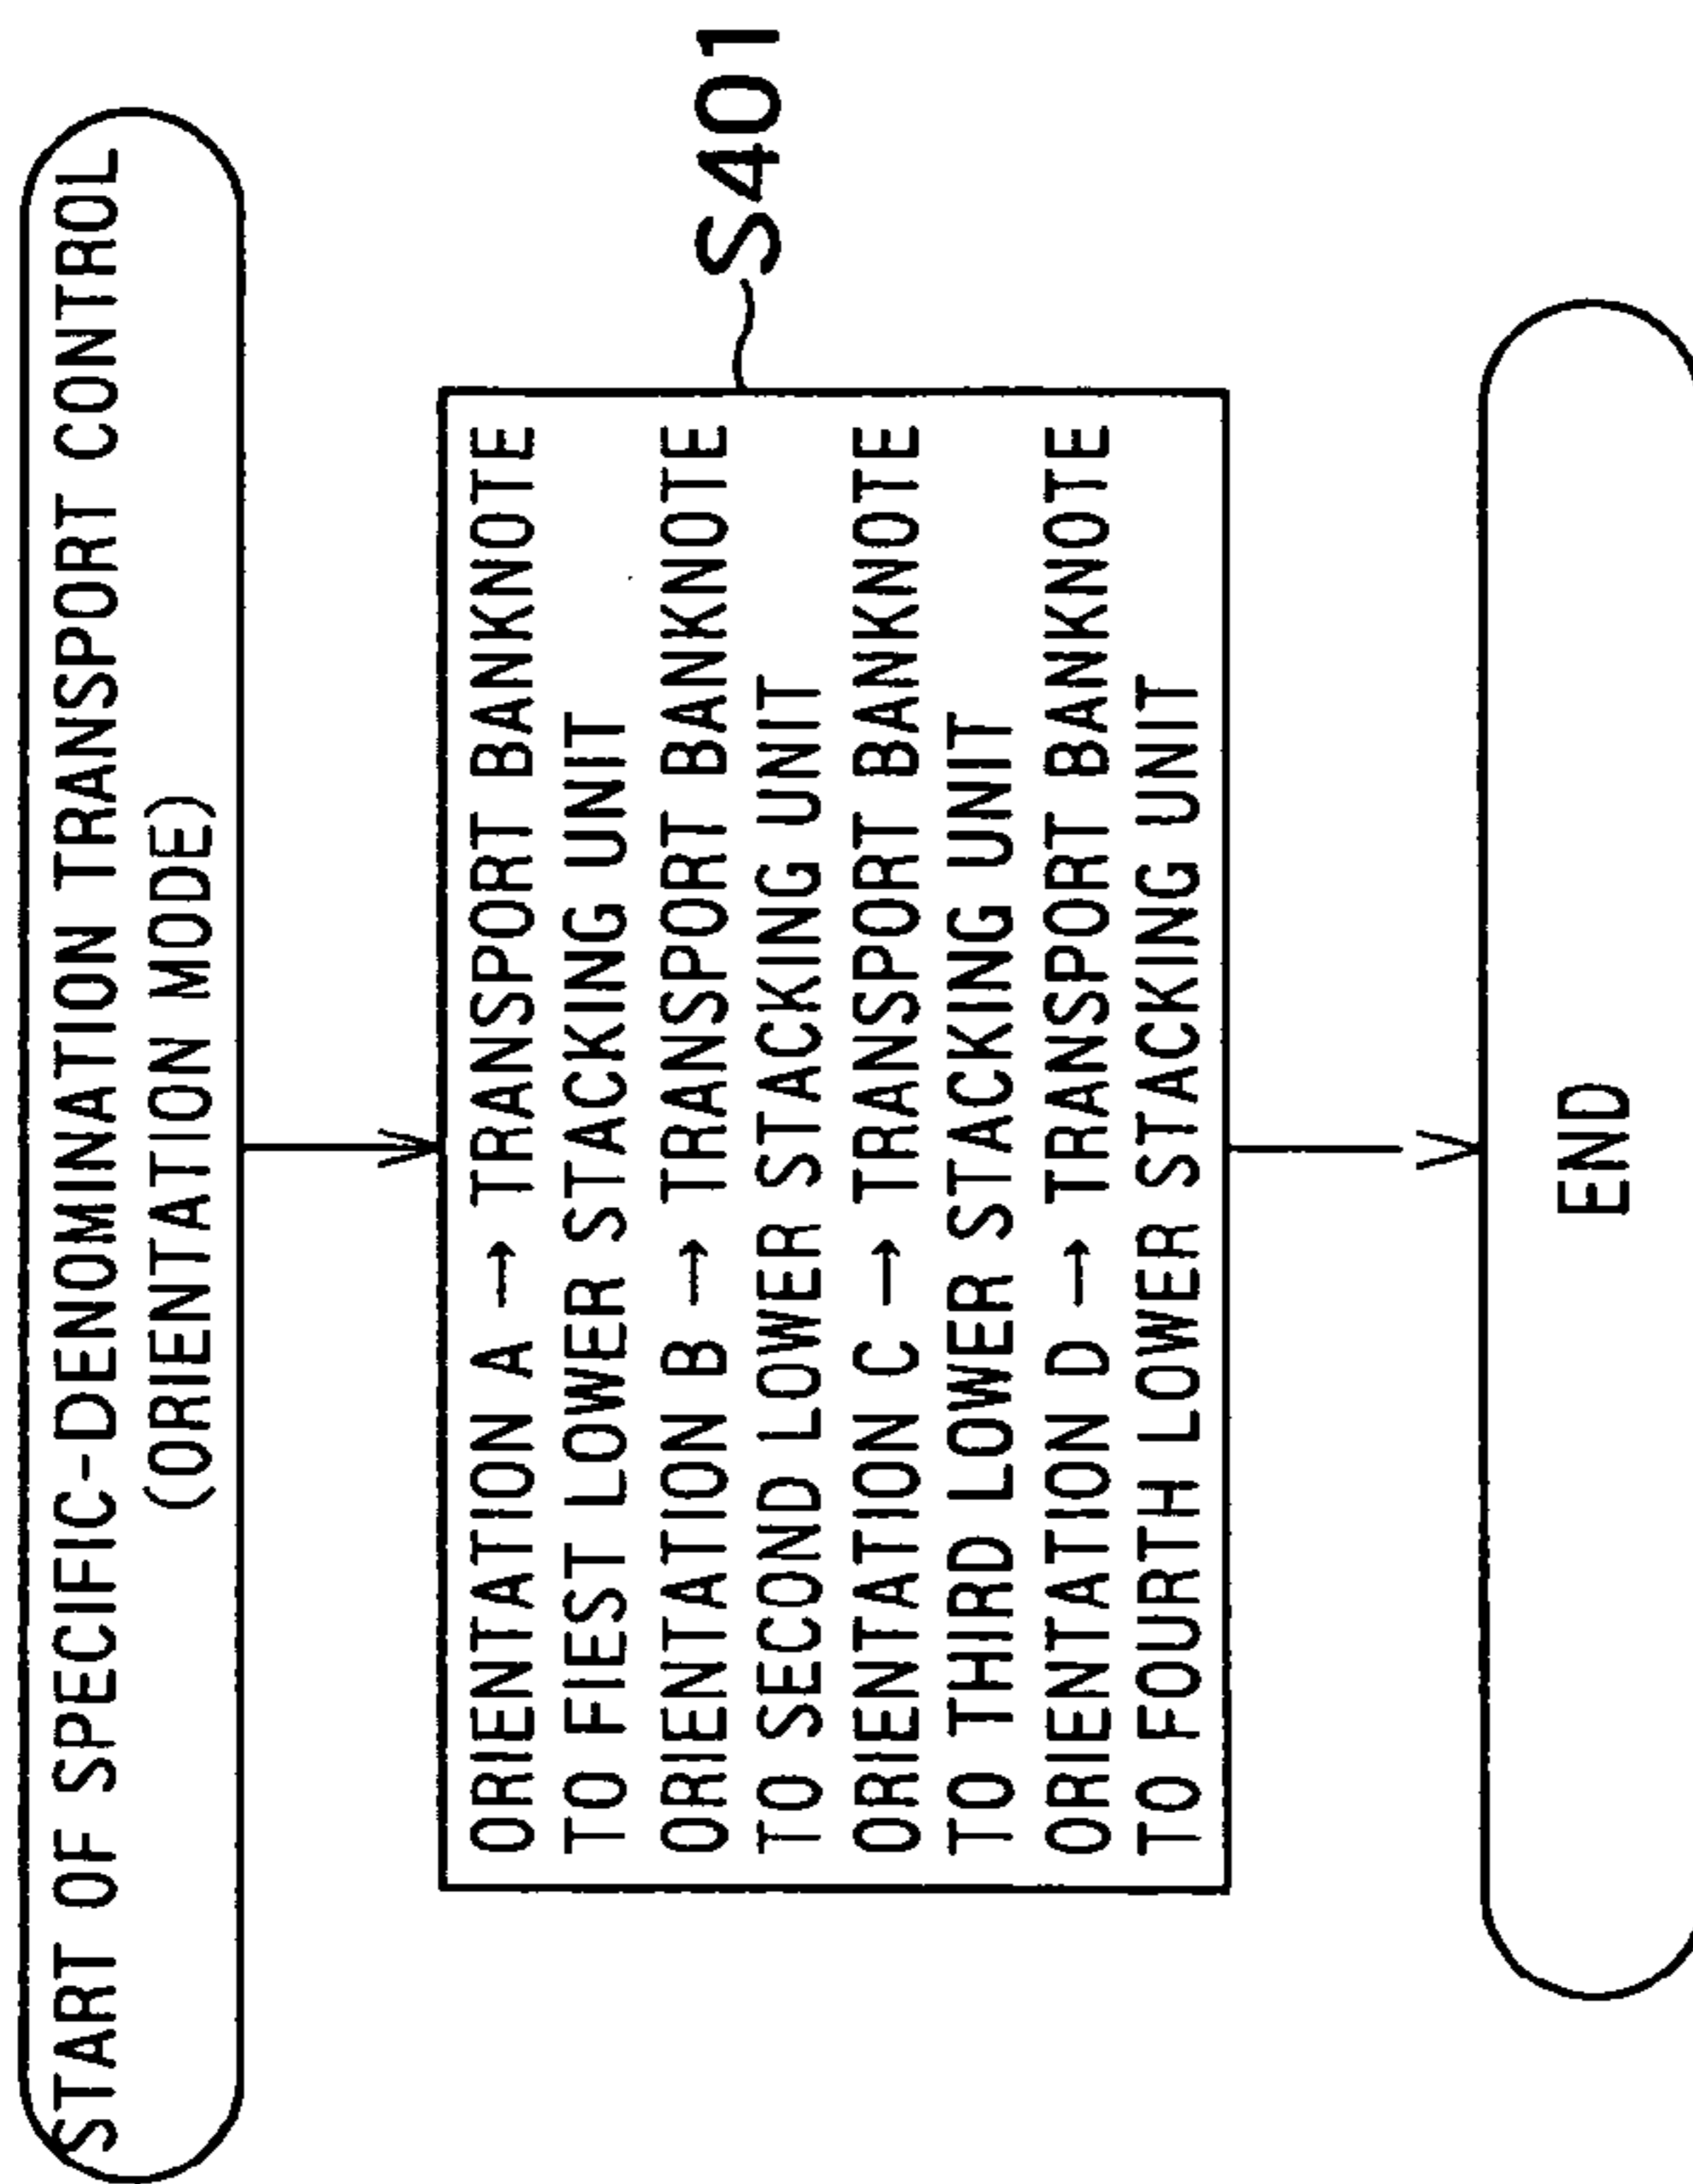 START OF SPECIFIC-DENOMINATION TRANSPORT CONTROL
(ORIENTATION MODE)
S401
ORIENTATION A → TRANSPORT BANKNOTE
TO FIEST LOWER STACKING UNIT
ORIENTATION B → TRANSPORT BANKNOTE
TO SECOND LOWER STACKING UNIT
ORIENTATION C → TRANSPORT BANKNOTE
TO THIRD LOWER STACKING UNIT
ORIENTATION D → TRANSPORT BANKNOTE
TO FOURTH LOWER STACKING UNIT
END